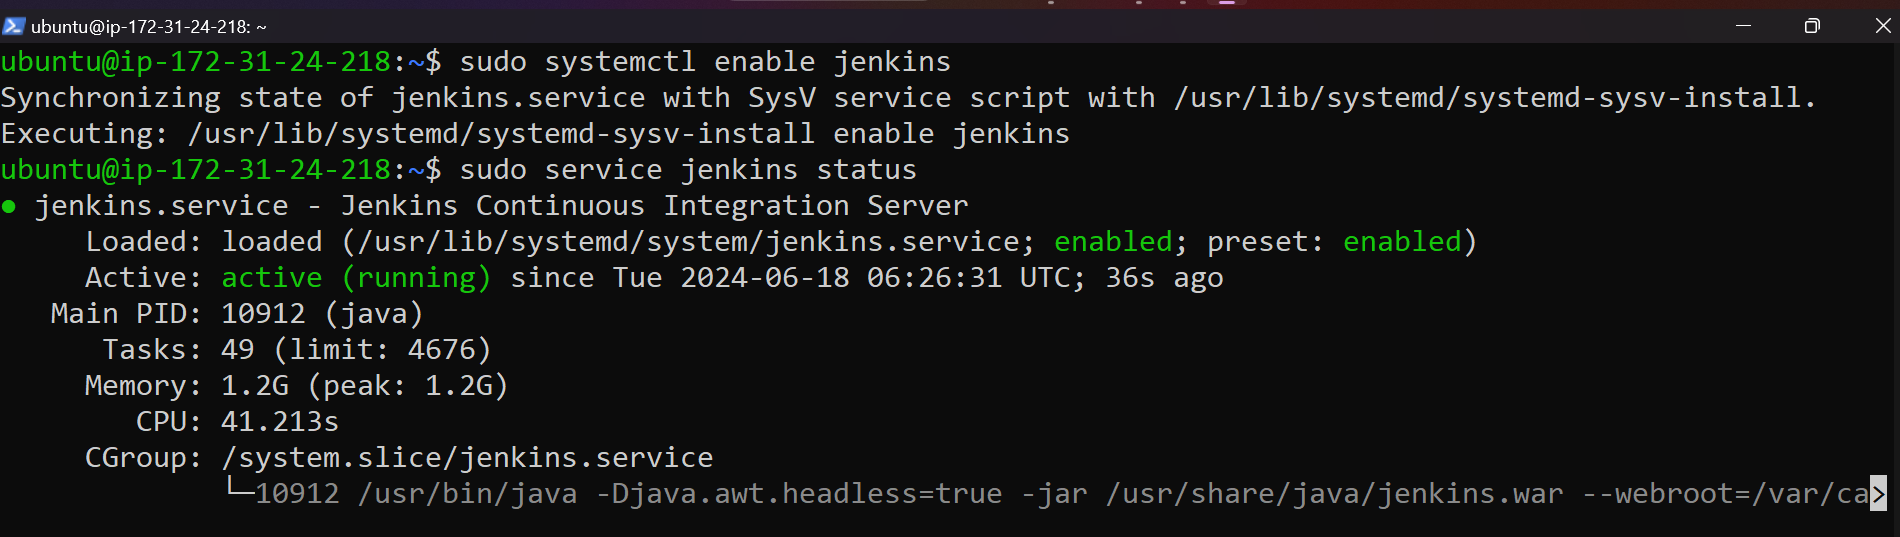 ubuntu@ip-172-31-24-218: ~
ubuntu@ip-172-31-24-218:~$ sudo systemctl enable jenkins
Synchronizing state of jenkins.service with SysV service script with /usr/lib/systemd/systemd-sysv-install.
Executing: /usr/lib/systemd/systemd-sysv-install enable jenkins
ubuntu@ip-172-31-24-218:~$ sudo service jenkins status
● jenkins.service - Jenkins Continuous Integration Server
     Loaded: loaded (/usr/lib/systemd/system/jenkins.service; enabled; preset: enabled)
     Active: active (running) since Tue 2024-06-18 06:26:31 UTC; 36s ago
   Main PID: 10912 (java)
      Tasks: 49 (limit: 4676)
     Memory: 1.2G (peak: 1.2G)
        CPU: 41.213s
     CGroup: /system.slice/jenkins.service
             └─10912 /usr/bin/java -Djava.awt.headless=true -jar /usr/share/java/jenkins.war --webroot=/var/ca>